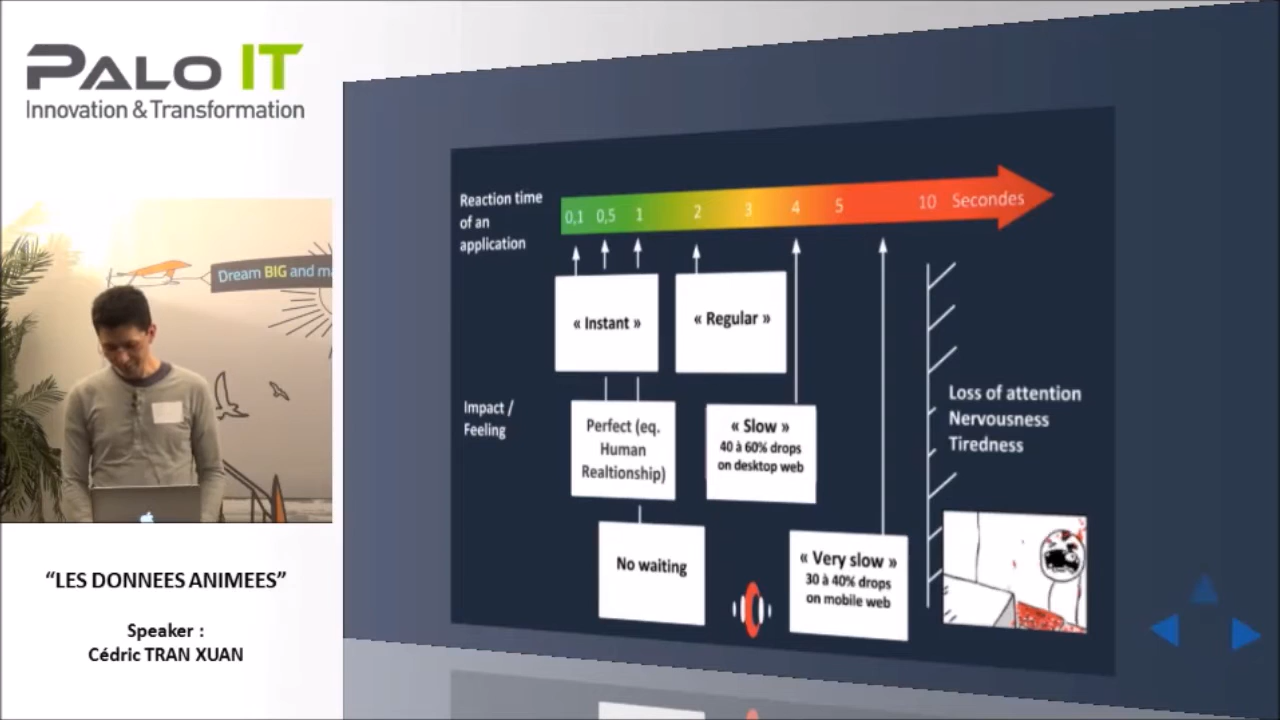 PALO IT
Innovation & Transformation
Dream BIG and ma
“LES DONNEES ANIMEES”
Speaker :
Cédric TRAN XUAN
Reaction time
of an
application
0,1 0,5 1 2 3 4 5 10 Secondes
« Instant »
« Regular »
Impact /
Feeling
Perfect (eq.
Human
Realtionship)
« Slow »
40 à 60% drops
on desktop web
Loss of attention
Nervousness
Tiredness
No waiting
« Very slow »
30 à 40% drops
on mobile web